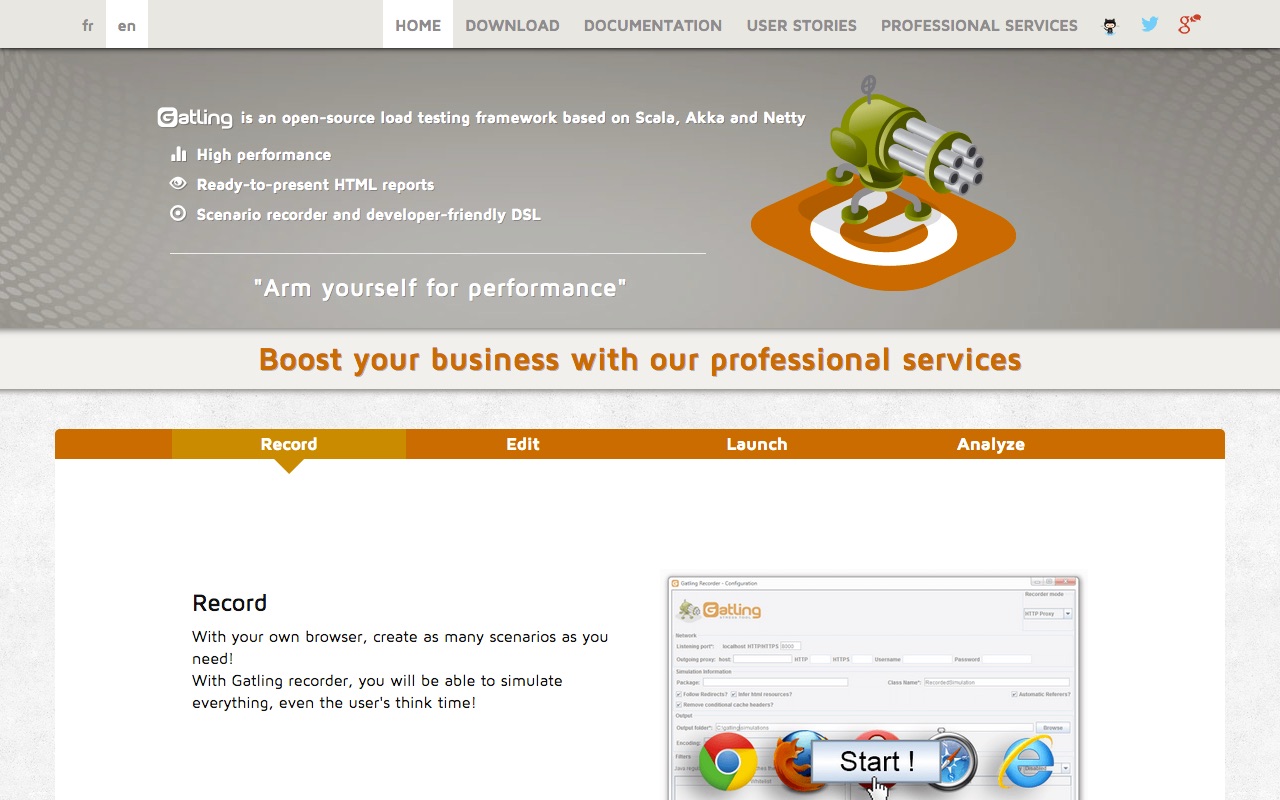 fr en HOME DOWNLOAD DOCUMENTATION USER STORIES PROFESSIONAL SERVICES
Gatling is an open-source load testing framework based on Scala, Akka and Netty
High performance
Ready-to-present HTML reports
Scenario recorder and developer-friendly DSL
"Arm yourself for performance"
Boost your business with our professional services
Record Edit Launch Analyze
Record
With your own browser, create as many scenarios as you
need!
With Gatling recorder, you will be able to simulate
everything, even the user's think time!
Gatling Recorder - Configuration
Recorder mode
Gatling HTTP Proxy
STRESS TOOL
Network
Listening port*: localhost HTTP/HTTPS 8000
Outgoing proxy: host: HTTP HTTPS Username Password
Simulation Information
Package: Class Name*: RecordedSimulation
Follow Redirects? Infer html resources? Automatic Referers?
Remove conditional cache headers?
Output
Output folder*: C:\gatling\simulations Browse
Encoding:
Start !
Filters